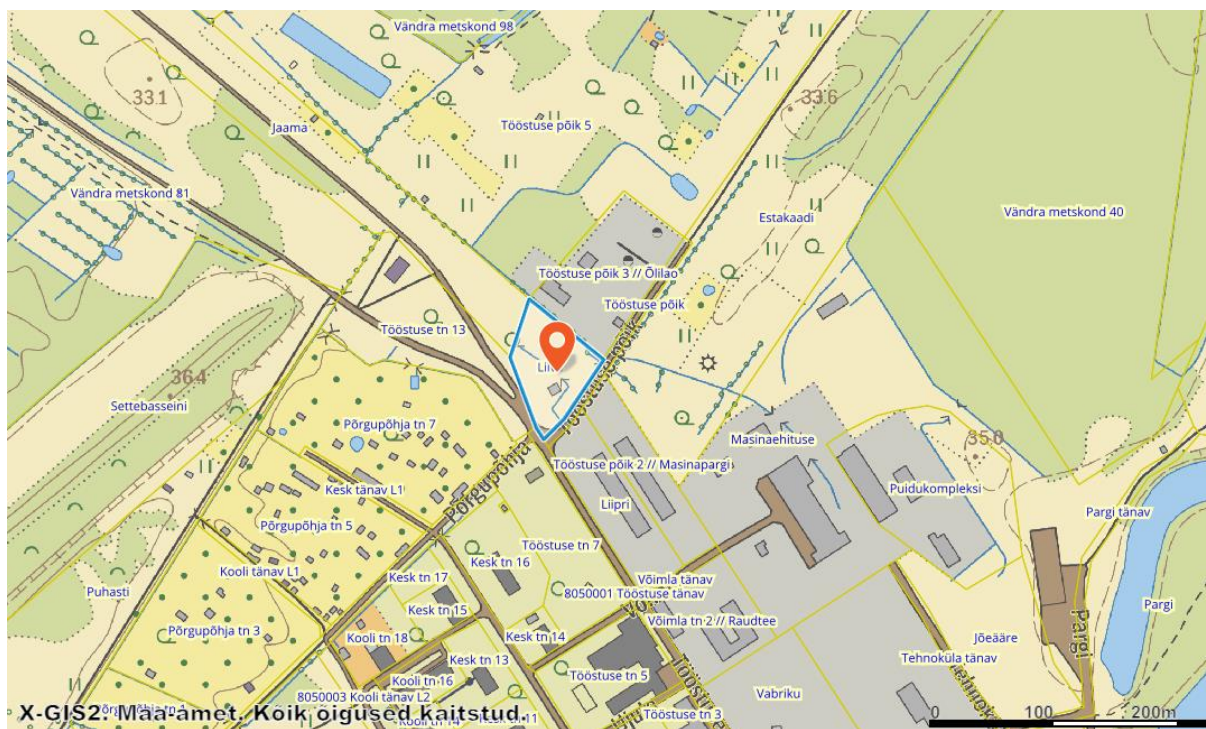 Vändra metskond 98
33.1
33.6
Jaama
Tööstuse põik 5
Vändra metskond 81
Estakaadi
Vändra metskond 40
Tööstuse põik 3 // Õlilao
Tööstuse põik
Tööstuse tn 13
Tööstuse põik
36.4
Settebasseini
Põrgupõhja tn 7
Masinaehituse
35.0
Põrgupõhja
Tööstuse põik 2 // Masinapargi
Kesk tänav L1
Liipri
Puidukompleksi
Pargi tänav
Põrgupõhja tn 5
Tööstuse tn 7
Kesk tn 16
Kooli tänav L1
Kesk tn 17
Võimla tänav
8050001 Tööstuse tänav
Puhasti
Kesk tn 15
Pargi
Võimla tn 2 // Raudtee
Põrgupõhja tn 3
Kooli tn 18
Kesk tn 14
Jõeääre
Pargi
Kesk tn 13
Tehnoküla tänav
Kooli tn 16
Tööstuse tn 5
8050003 Kooli tänav L2
Vabriku
X-GIS2. Maa-amet. Kõik õigused kaitstud.
Tööstuse tn 3
0 100 200m